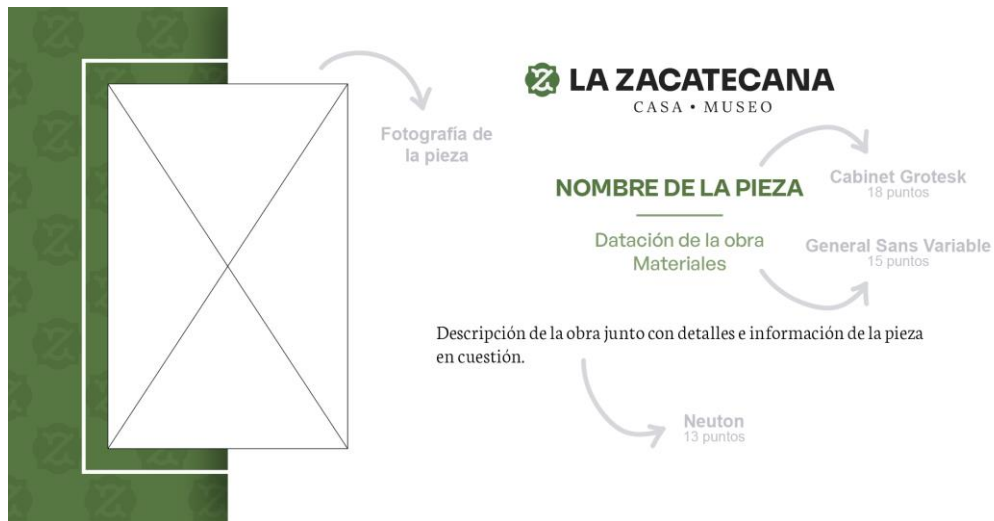 Fotografía de
la pieza
LA ZACATECANA
CASA • MUSEO
NOMBRE DE LA PIEZA
Cabinet Grotesk
18 puntos
Datación de la obra
Materiales
General Sans Variable
15 puntos
Descripción de la obra junto con detalles e información de la pieza
en cuestión.
Neuton
13 puntos